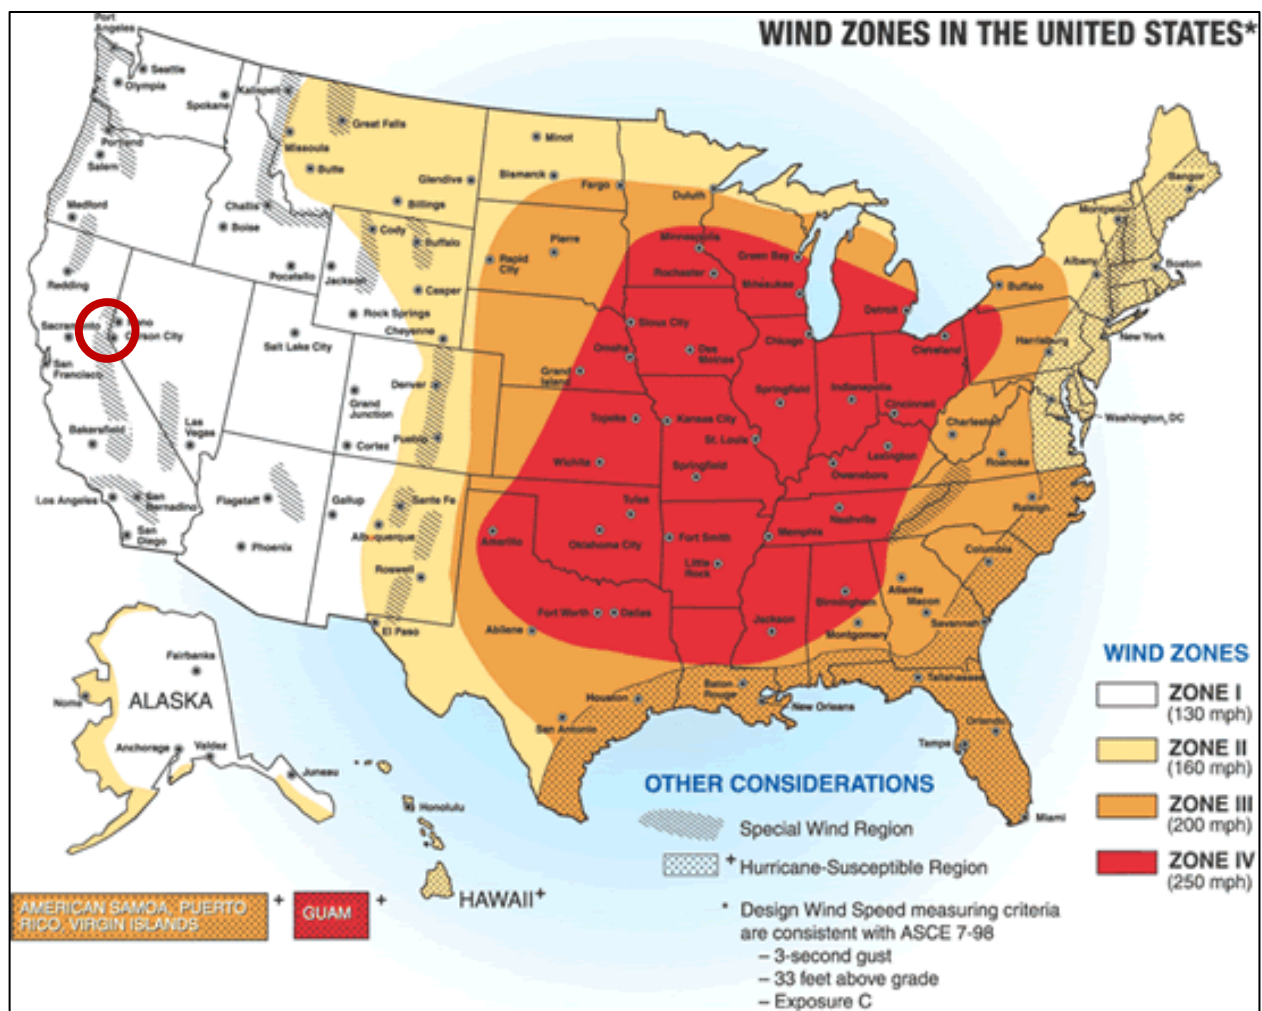 WIND ZONES IN THE UNITED STATES*
Port
Angeles
Seattle
Olympia
Spokane
Kalispell
Great Falls
Missoula
Butte
Glendive
Billings
Minot
Bismarck
Fargo
Duluth
Portland
Salem
Medford
Challis
Boise
Pocatello
Cody
Buffalo
Jackson
Casper
Rock Springs
Cheyenne
Pierre
Rapid
City
Minneapolis
Rochester
Green Bay
Milwaukee
Detroit
Buffalo
Albany
Montpelier
Bangor
Boston
New York
Redding
Sacramento
Carson City
San
Francisco
Salt Lake City
Sioux City
Des
Moines
Omaha
Grand
Island
Chicago
Cleveland
Harrisburg
Washington, DC
Denver
Grand
Junction
Pueblo
Cortez
Topeka
Kansas City
Springfield
St. Louis
Indianapolis
Cincinnati
Charleston
Roanoke
Bakersfield
Las
Vegas
Wichita
Springfield
Lexington
Owensboro
Raleigh
Los Angeles
San
Bernadino
San
Diego
Flagstaff
Phoenix
Gallup
Sante Fe
Albuquerque
Roswell
El Paso
Amarillo
Tulsa
Oklahoma City
Fort Smith
Little
Rock
Memphis
Nashville
Columbia
Atlanta
Macon
Savannah
Birmingham
Montgomery
Jackson
Fort Worth
Dallas
Abilene
Houston
San Antonio
Baton
Rouge
New Orleans
Tallahassee
Orlando
Tampa
Miami
Fairbanks
ALASKA
Nome
Anchorage
Valdez
Juneau
Honolulu
HAWAII+
AMERICAN SAMOA, PUERTO
RICO, VIRGIN ISLANDS
+
GUAM
+
OTHER CONSIDERATIONS
Special Wind Region
+ Hurricane-Susceptible Region
* Design Wind Speed measuring criteria
are consistent with ASCE 7-98
– 3-second gust
– 33 feet above grade
– Exposure C
WIND ZONES
ZONE I
(130 mph)
ZONE II
(160 mph)
ZONE III
(200 mph)
ZONE IV
(250 mph)